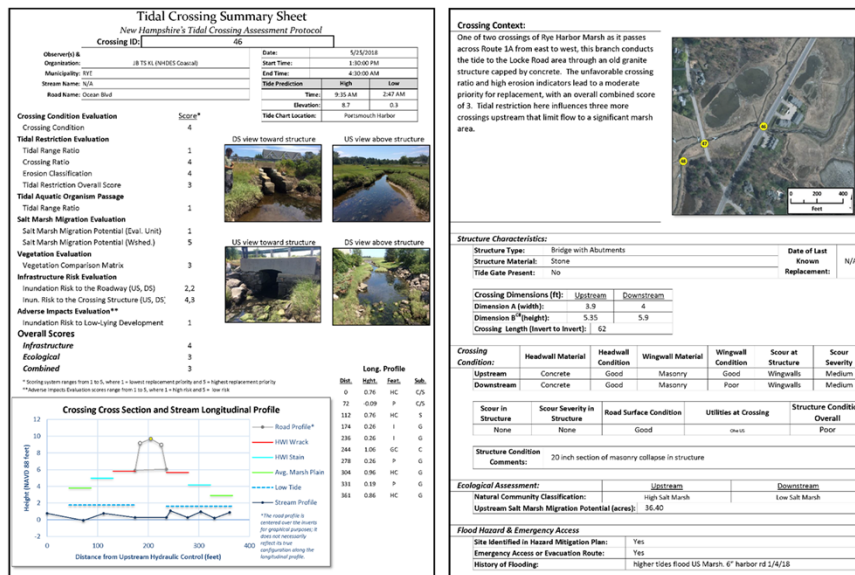 Tidal Crossing Summary Sheet
New Hampshire's Tidal Crossing Assessment Protocol
Crossing ID: 46
Observer(s) & Organization: JB TS KL (NHDES Coastal)
Municipality: RYE
Stream Name: N/A
Road Name: Ocean Blvd
Date: 5/25/2018
Start Time: 1:30:00 PM
End Time: 4:30:00 AM
Tide Prediction High Low
Time: 9:35 AM 2:47 AM
Elevation: 8.7 0.3
Tide Chart Location: Portsmouth Harbor
Crossing Condition Evaluation Score*
Crossing Condition 4
Tidal Restriction Evaluation
Tidal Range Ratio 1
Crossing Ratio 4
Erosion Classification 4
Tidal Restriction Overall Score 3
Tidal Aquatic Organism Passage
Tidal Range Ratio 1
Salt Marsh Migration Evaluation
Salt Marsh Migration Potential (Eval. Unit) 1
Salt Marsh Migration Potential (Wshed.) 5
Vegetation Evaluation
Vegetation Comparison Matrix 3
Infrastructure Risk Evaluation
Inundation Risk to the Roadway (US, DS) 2,2
Inun. Risk to the Crossing Structure (US, DS) 4,3
Adverse Impacts Evaluation**
Inundation Risk to Low-Lying Development 1
Overall Scores
Infrastructure 4
Ecological 3
Combined 3
* Scoring system ranges from 1 to 5, where 1 = lowest replacement priority and 5 = highest replacement priority
**Adverse Impacts Evaluation scores range from 1 to 5, where 1 = high risk and 5 = low risk
DS view toward structure
US view above structure
US view toward structure
DS view above structure
Long. Profile
Dist. Hght. Feat. Sub.
0 0.76 HC C/S
72 -0.09 P C/S
112 0.76 HC S
174 0.26 I G
236 0.26 I G
244 1.06 GC C
278 0.26 P G
304 0.96 HC G
331 0.19 P G
361 0.86 HC G
Crossing Cross Section and Stream Longitudinal Profile
Height (NAVD 88 feet)
12
10
8
6
4
2
0
-2
0 100 200 300 400
Distance from Upstream Hydraulic Control (feet)
Road Profile*
HWI Wrack
HWI Stain
Avg. Marsh Plain
Low Tide
Stream Profile
*The road profile is
centered over the inverts
for graphical purposes; it
does not necessarily
reflect its true
configuration along the
longitudinal profile.
Crossing Context:
One of two crossings of Rye Harbor Marsh as it passes
across Route 1A from east to west, this branch conducts
the tide to the Locke Road area through an old granite
structure capped by concrete. The unfavorable crossing
ratio and high erosion indicators lead to a moderate
priority for replacement, with an overall combined score
of 3. Tidal restriction here influences three more
crossings upstream that limit flow to a significant marsh
area.
46
47
48
0 200 400
Feet
Structure Characteristics:
Structure Type: Bridge with Abutments
Structure Material: Stone
Tide Gate Present: No
Date of Last Known Replacement: N/A
Crossing Dimensions (ft): Upstream Downstream
Dimension A (width): 3.9 4
Dimension B (height): 5.35 5.9
Crossing Length (Invert to Invert): 62
Crossing Condition: Headwall Material Headwall Condition Wingwall Material Wingwall Condition Scour at Structure Scour Severity
Upstream Concrete Good Masonry Good Wingwalls Medium
Downstream Concrete Good Masonry Poor Wingwalls Medium
Scour in Structure Scour Severity in Structure Road Surface Condition Utilities at Crossing Structure Conditio Overall
None None Good One US Poor
Structure Condition Comments: 20 inch section of masonry collapse in structure
Ecological Assessment: Upstream Downstream
Natural Community Classification: High Salt Marsh Low Salt Marsh
Upstream Salt Marsh Migration Potential (acres): 36.40
Flood Hazard & Emergency Access
Site Identified in Hazard Mitigation Plan: Yes
Emergency Access or Evacuation Route: Yes
History of Flooding: higher tides flood US Marsh. 6" harbor rd 1/4/18